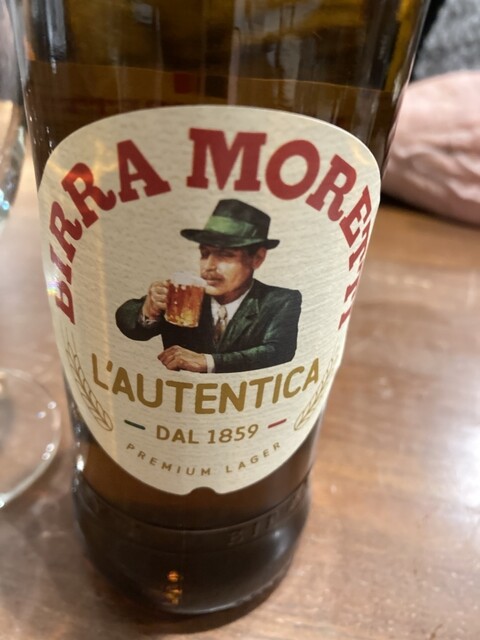 BIRRA MORETTI
L'AUTENTICA
DAL 1859
PREMIUM LAGER